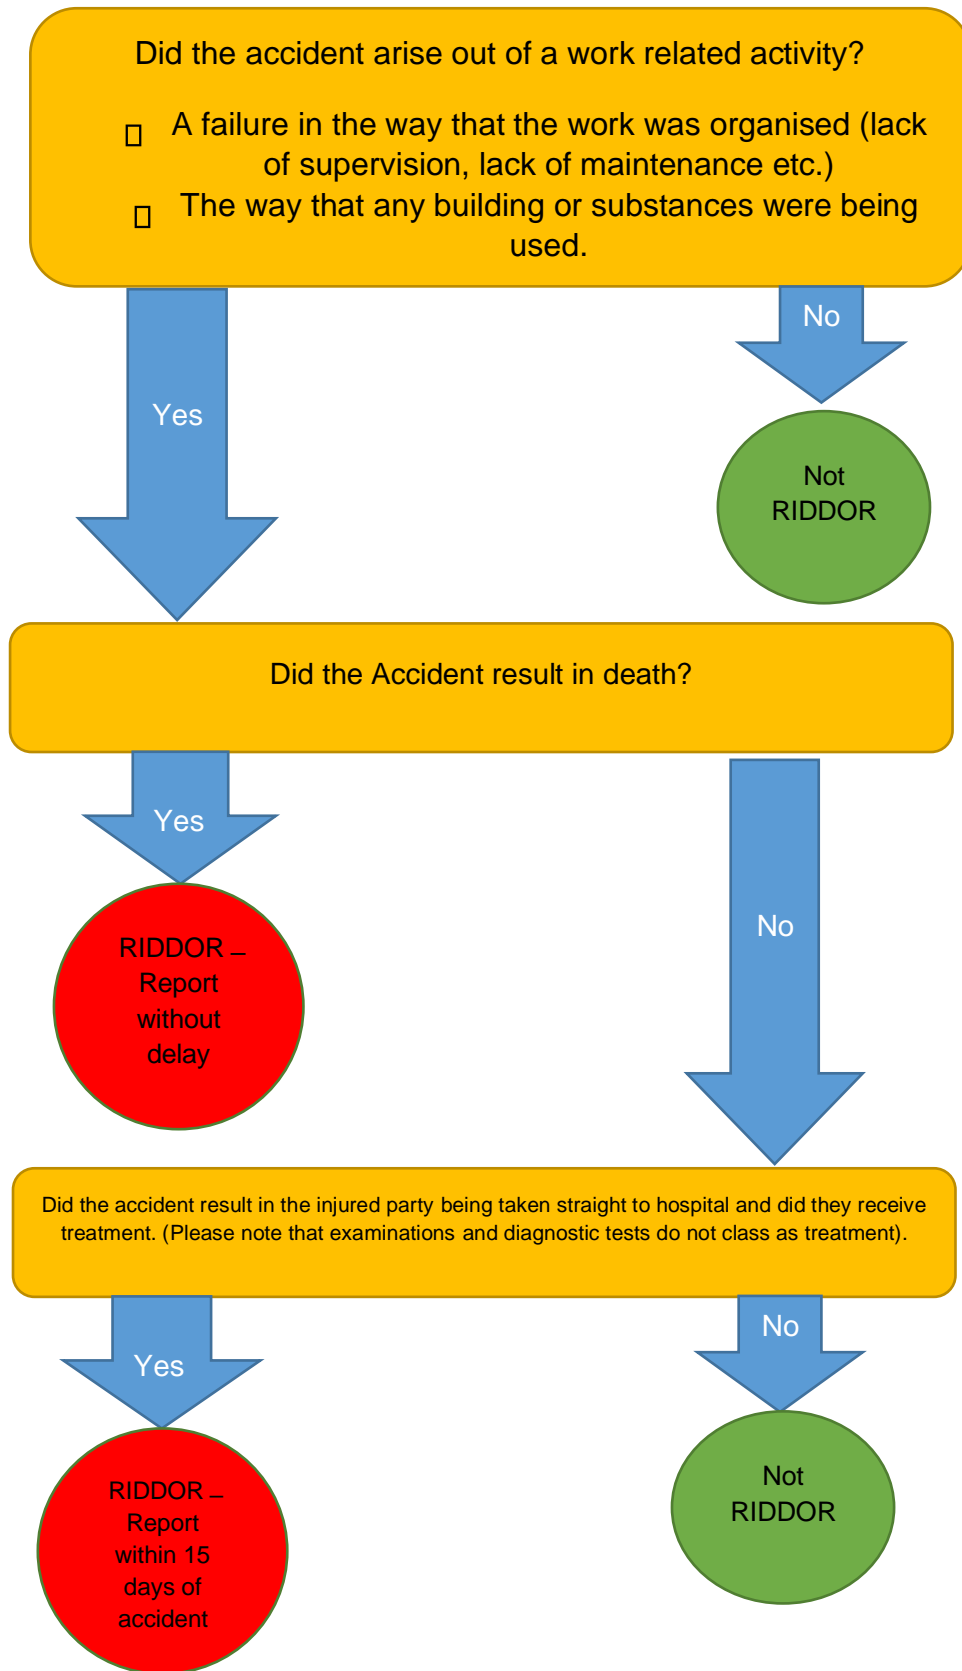 Did the accident arise out of a work related activity?
A failure in the way that the work was organised (lack
of supervision, lack of maintenance etc.)
The way that any building or substances were being
used.
No
Yes
Not
RIDDOR
Did the Accident result in death?
Yes
No
RIDDOR –
Report
without
delay
Did the accident result in the injured party being taken straight to hospital and did they receive
treatment. (Please note that examinations and diagnostic tests do not class as treatment).
No
Yes
Not
RIDDOR
RIDDOR –
Report
within 15
days of
accident